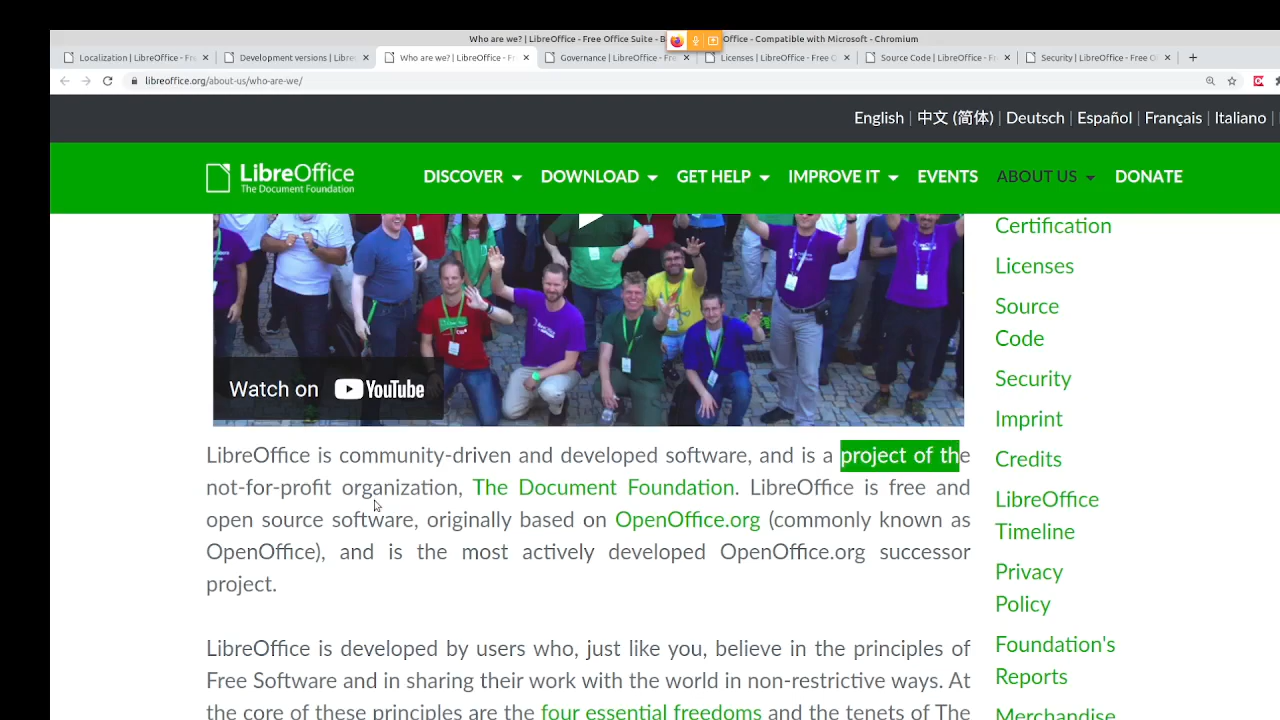 Who are we? | LibreOffice - Free Office Suite - B Office - Compatible with Microsoft - Chromium
Localization | LibreOffice - Fr Development versions | Libre Who are we? | LibreOffice - F Governance | LibreOffice - Fre Licenses | LibreOffice - Free O Source Code | LibreOffice - F Security | LibreOffice - Free O
libreoffice.org/about-us/who-are-we/
English | 中文 (简体) | Deutsch | Español | Français | Italiano |
LibreOffice
The Document Foundation
DISCOVER DOWNLOAD GET HELP IMPROVE IT EVENTS ABOUT US DONATE
Watch on YouTube
LibreOffice is community-driven and developed software, and is a project of the
not-for-profit organization, The Document Foundation. LibreOffice is free and
open source software, originally based on OpenOffice.org (commonly known as
OpenOffice), and is the most actively developed OpenOffice.org successor
project.
LibreOffice is developed by users who, just like you, believe in the principles of
Free Software and in sharing their work with the world in non-restrictive ways. At
the core of these principles are the four essential freedoms and the tenets of The
Certification
Licenses
Source
Code
Security
Imprint
Credits
LibreOffice
Timeline
Privacy
Policy
Foundation's
Reports
Merchandise